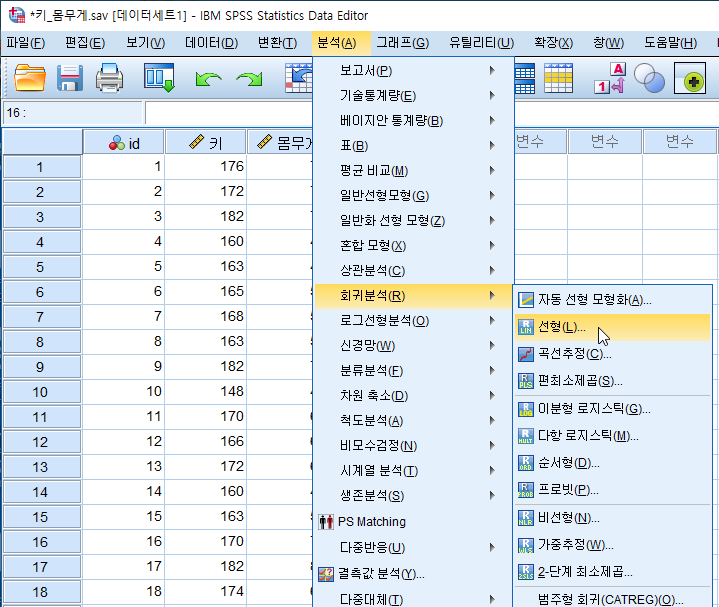 *키_몸무게.sav [데이터세트1] - IBM SPSS Statistics Data Editor
파일(F) 편집(E) 보기(V) 데이터(D) 변환(T) 분석(A) 그래프(G) 유틸리티(U) 확장(X) 창(W) 도움말(H)
16 :
id 키 몸무게 변수 변수 변수
1 1 176
2 2 172
3 3 182
4 4 160
5 5 163
6 6 165
7 7 168
8 8 163
9 9 182
10 10 148
11 11 170
12 12 166
13 13 172
14 14 160
15 15 163
16 16 170
17 17 182
18 18 174
보고서(P)
기술통계량(E)
베이지안 통계량(B)
표(B)
평균 비교(M)
일반선형모형(G)
일반화 선형 모형(Z)
혼합 모형(X)
상관분석(C)
회귀분석(R)
로그선형분석(O)
신경망(W)
분류분석(F)
차원 축소(D)
척도분석(A)
비모수검정(N)
시계열 분석(T)
생존분석(S)
PS Matching
다중반응(U)
결측값 분석(Y)...
다중대체(T)
자동 선형 모형화(A)...
선형(L)...
곡선추정(C)...
편최소제곱(S)...
이분형 로지스틱(G)...
다항 로지스틱(M)...
순서형(D)...
프로빗(P)...
비선형(N)...
가중추정(W)...
2-단계 최소제곱...
범주형 회귀(CATREG)(O)...